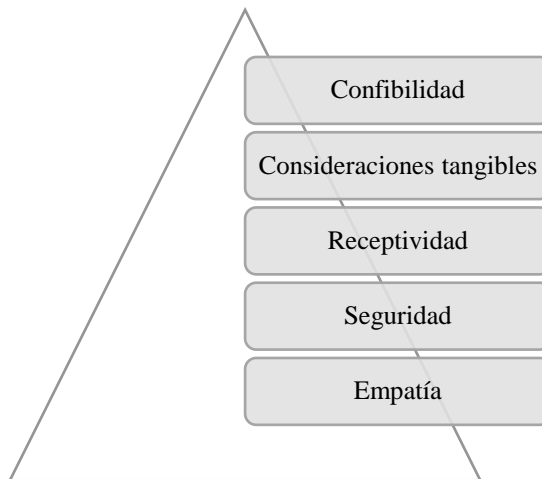 Confibilidad
Consideraciones tangibles
Receptividad
Seguridad
Empatía